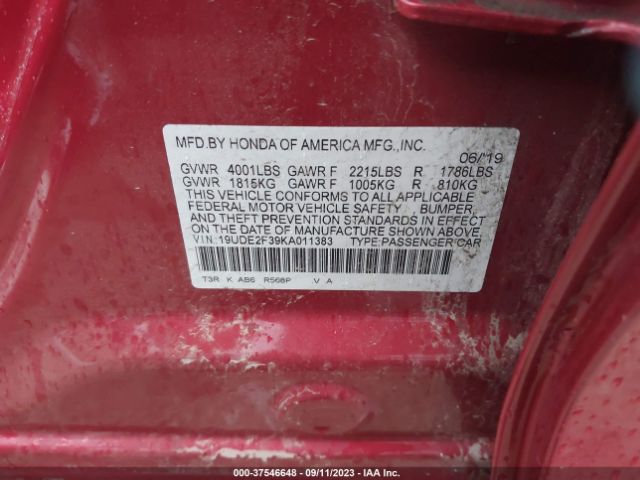 MFD.BY HONDA OF AMERICA MFG.,INC.
06/'19
GVWR 4001LBS GAWR F 2215LBS R 1786LBS
GVWR 1815KG GAWR F 1005KG R 810KG
THIS VEHICLE CONFORMS TO ALL APPLICABLE
FEDERAL MOTOR VEHICLE SAFETY , BUMPER,
AND THEFT PREVENTION STANDARDS IN EFFECT
ON THE DATE OF MANUFACTURE SHOWN ABOVE.
VIN:19UDE2F39KA011383 TYPE:PASSENGER CAR
T3R K AB6 R568P .V A
000-37546648 - 09/11/2023 - IAA Inc.